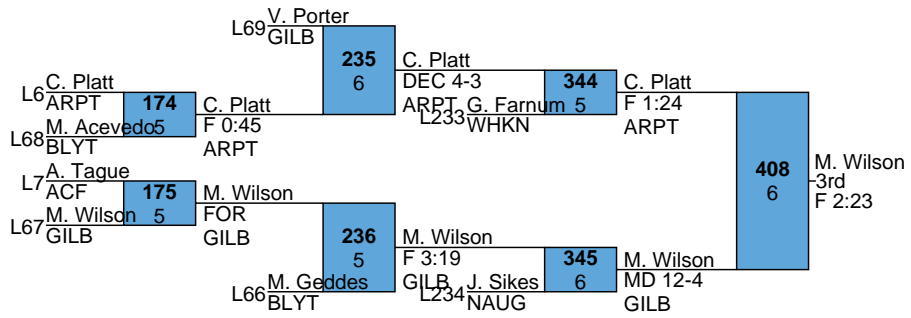 L69 V. Porter
GILB
235
6
C. Platt
DEC 4-3
ARPT
L6 C. Platt
ARPT
174
5
C. Platt
F 0:45
ARPT
L68 M. Acevedo
BLYT
L233 G. Farnum
WHKN
344
5
C. Platt
F 1:24
ARPT
L7 A. Tague
ACF
175
5
M. Wilson
FOR
GILB
L67 M. Wilson
GILB
236
5
M. Wilson
F 3:19
GILB
L66 M. Geddes
BLYT
L234 J. Sikes
NAUG
345
6
M. Wilson
MD 12-4
GILB
408
6
M. Wilson
3rd
F 2:23